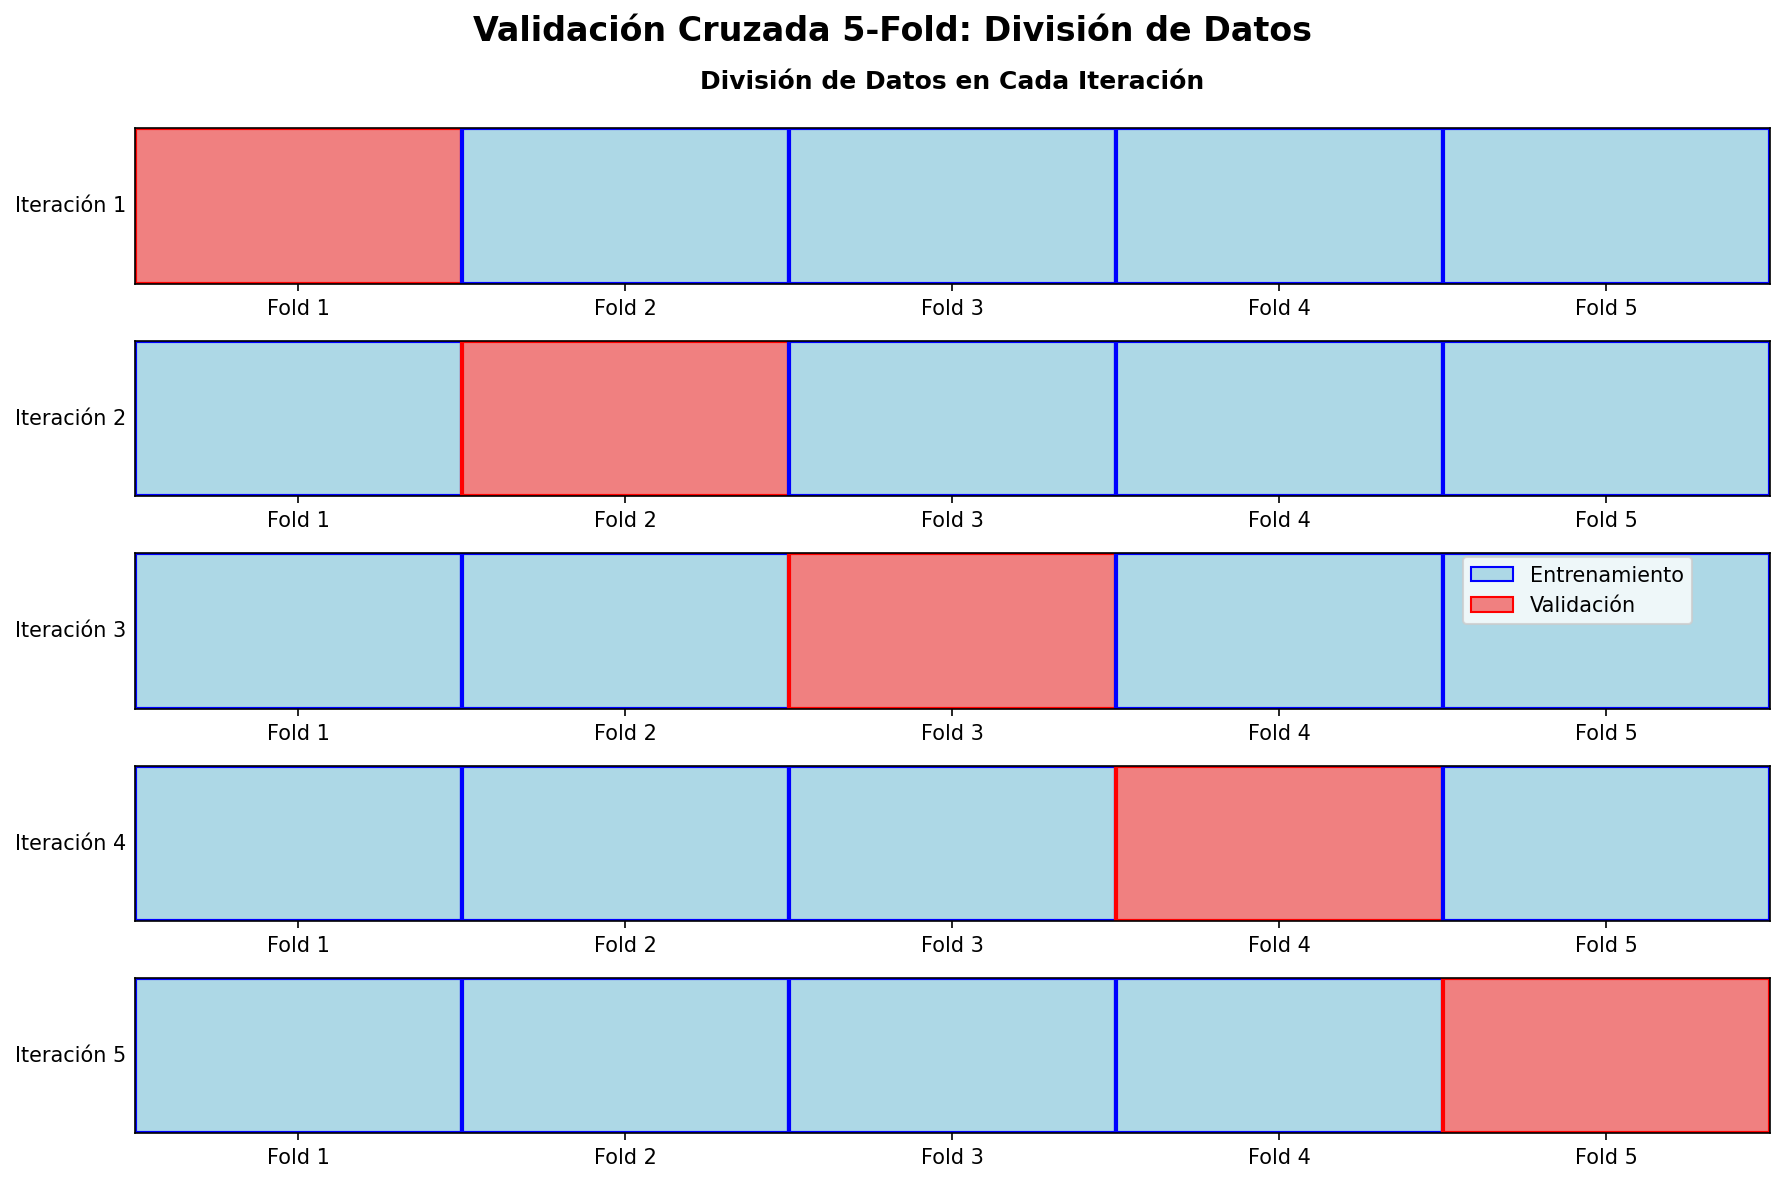 Validación Cruzada 5-Fold: División de Datos
División de Datos en Cada Iteración
Iteración 1
Fold 1 Fold 2 Fold 3 Fold 4 Fold 5
Iteración 2
Fold 1 Fold 2 Fold 3 Fold 4 Fold 5
Entrenamiento
Validación
Iteración 3
Fold 1 Fold 2 Fold 3 Fold 4 Fold 5
Iteración 4
Fold 1 Fold 2 Fold 3 Fold 4 Fold 5
Iteración 5
Fold 1 Fold 2 Fold 3 Fold 4 Fold 5